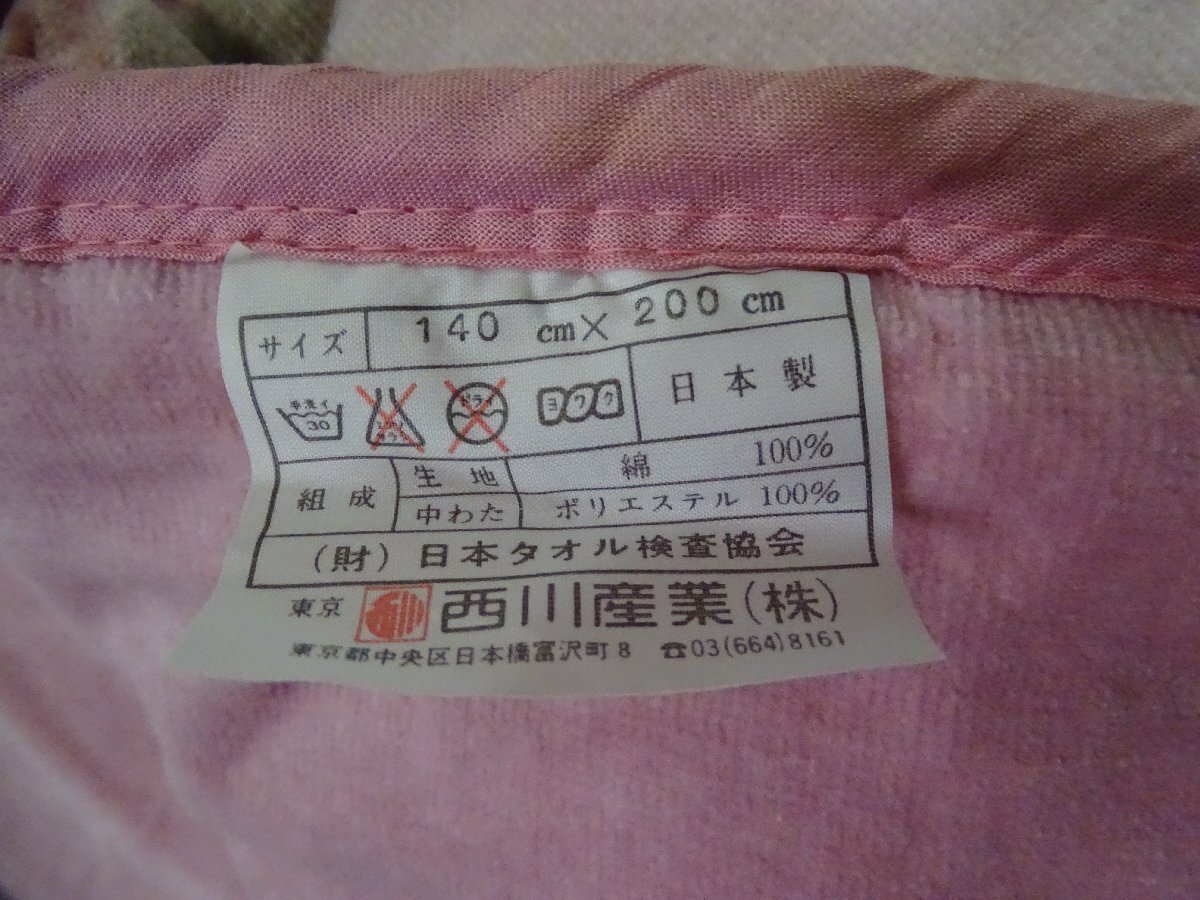 サイズ 140 cm× 200 cm
手洗イ 30 ドライ ヨワク 日本製
組成 生地 綿 100%
中わた ポリエステル 100%
(財)日本タオル検査協会
東京 西川産業(株)
東京都中央区日本橋富沢町8 ☎03(664)8161